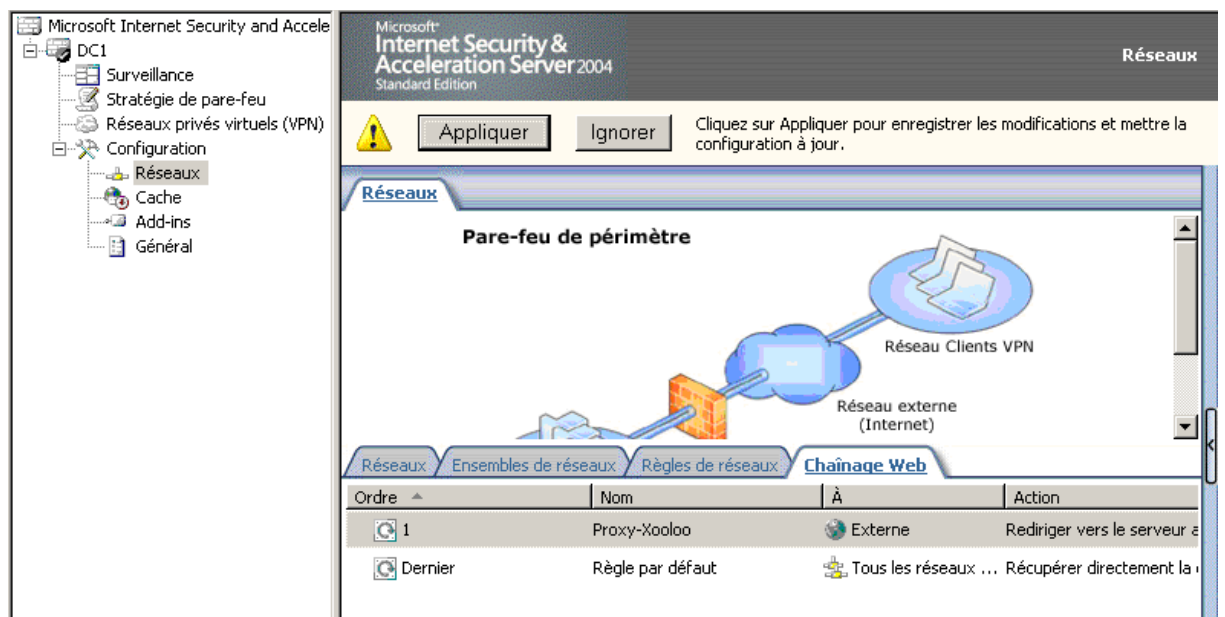 Microsoft Internet Security and Accele
DC1
Surveillance
Stratégie de pare-feu
Réseaux privés virtuels (VPN)
Configuration
Réseaux
Cache
Add-ins
Général
Microsoft
Internet Security &
Acceleration Server 2004
Standard Edition
Réseaux
Appliquer
Ignorer
Cliquez sur Appliquer pour enregistrer les modifications et mettre la
configuration à jour.
Réseaux
Pare-feu de périmètre
Réseau Clients VPN
Réseau externe
(Internet)
Réseaux
Ensembles de réseaux
Règles de réseaux
Chaînage Web
Ordre Nom À Action
1 Proxy-Xooloo Externe Rediriger vers le serveur a
Dernier Règle par défaut Tous les réseaux ... Récupérer directement la